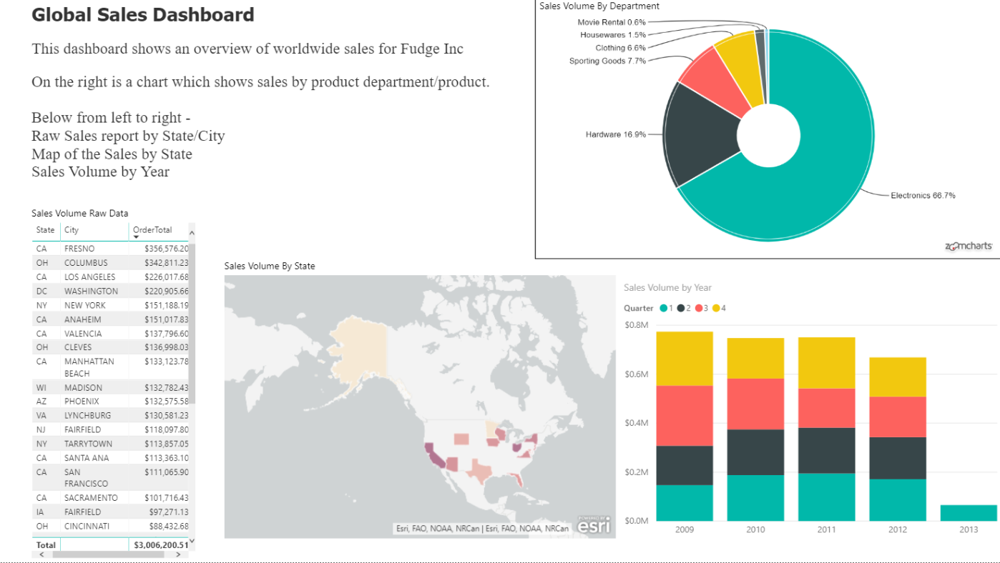 Global Sales Dashboard
This dashboard shows an overview of worldwide sales for Fudge Inc
On the right is a chart which shows sales by product department/product.
Below from left to right -
Raw Sales report by State/City
Map of the Sales by State
Sales Volume by Year
Sales Volume By Department
Movie Rental 0.6%
Housewares 1.5%
Clothing 6.6%
Sporting Goods 7.7%
Hardware 16.9%
Electronics 66.7%
zoomcharts
Sales Volume Raw Data
State City OrderTotal
CA FRESNO $356,576.20
OH COLUMBUS $342,811.23
CA LOS ANGELES $226,017.68
DC WASHINGTON $220,905.66
NY NEW YORK $151,188.19
CA ANAHEIM $151,017.83
CA VALENCIA $137,796.60
OH CLEVES $136,998.03
CA MANHATTAN $133,123.78
BEACH
WI MADISON $132,782.43
AZ PHOENIX $132,575.58
VA LYNCHBURG $130,581.23
NJ FAIRFIELD $118,097.80
NY TARRYTOWN $113,857.05
CA SANTA ANA $113,363.10
CA SAN $111,065.90
FRANCISCO
CA SACRAMENTO $101,716.43
IA FAIRFIELD $97,271.13
OH CINCINNATI $88,432.68
Total $3,006,200.51
Sales Volume By State
Esri, FAO, NOAA, NRCan | Esri, FAO, NOAA, NRCan
POWERED BY
esri
Sales Volume by Year
Quarter 1 2 3 4
$0.8M
$0.6M
$0.4M
$0.2M
$0.0M
2009 2010 2011 2012 2013